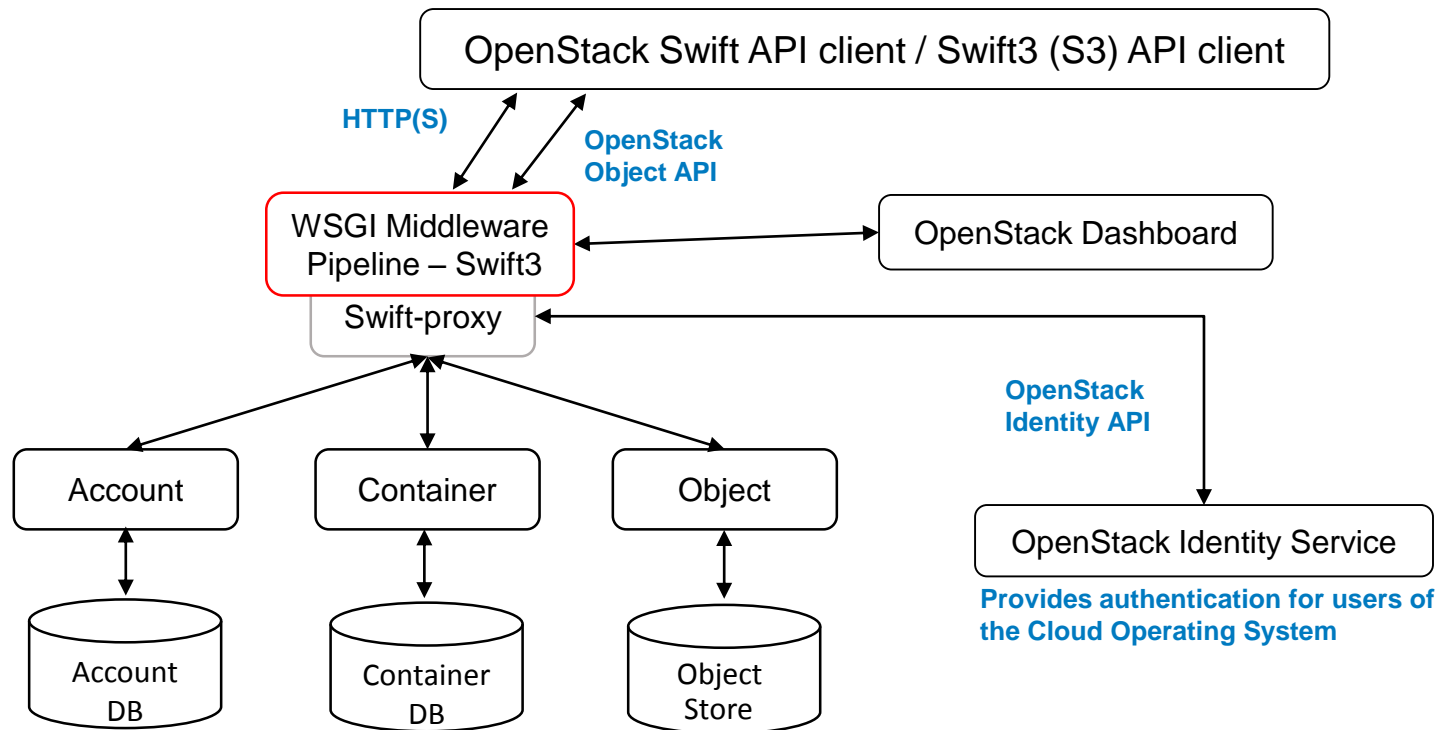 OpenStack Swift API client / Swift3 (S3) API client
HTTP(S)
OpenStack
Object API
WSGI Middleware
Pipeline – Swift3
OpenStack Dashboard
Swift-proxy
OpenStack
Identity API
Account
Container
Object
OpenStack Identity Service
Provides authentication for users of
the Cloud Operating System
Account
DB
Container
DB
Object
Store